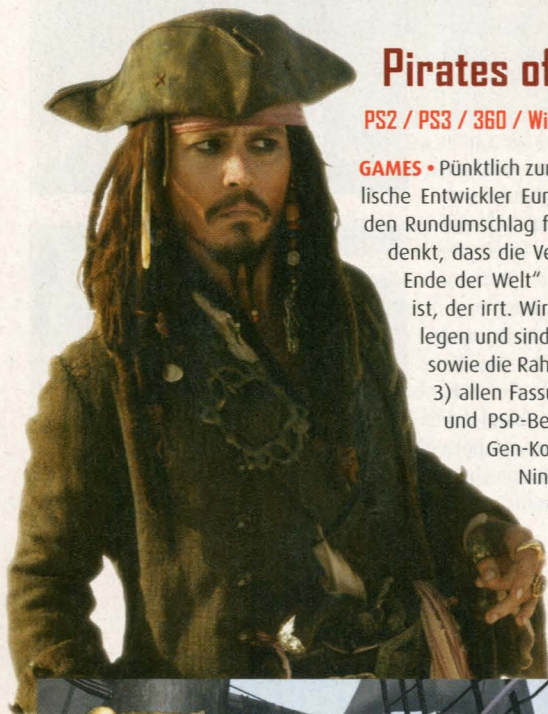 Pirates of
PS2 / PS3 / 360 / Wi
GAMES • Pünktlich zur
lische Entwickler Eur
den Rundumschlag f
denkt, dass die Ve
Ende der Welt“
ist, der irrt. Wir
legen und sind
sowie die Rah
3) allen Fassu
und PSP-Be
Gen-Ko
Nin